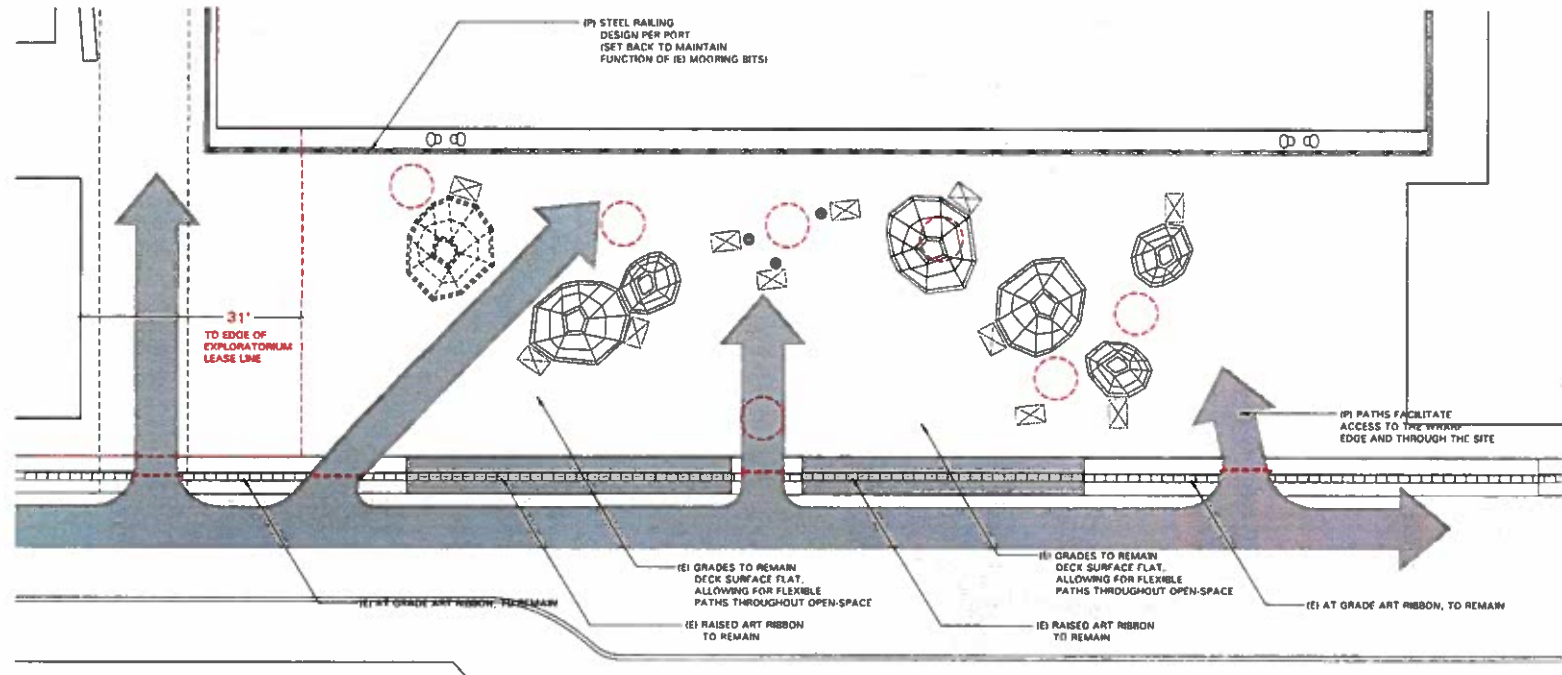 (P) STEEL RAILING
DESIGN PER PORT
(SET BACK TO MAINTAIN
FUNCTION OF (E) MOORING BITS)
31'
TO EDGE OF
EXPLORATORIUM
LEASE LINE
(P) PATHS FACILITATE
ACCESS TO THE WHARF
EDGE AND THROUGH THE SITE
(E) GRADES TO REMAIN
DECK SURFACE FLAT,
ALLOWING FOR FLEXIBLE
PATHS THROUGHOUT OPEN-SPACE
(E) GRADES TO REMAIN
DECK SURFACE FLAT,
ALLOWING FOR FLEXIBLE
PATHS THROUGHOUT OPEN-SPACE
(E) AT GRADE ART RIBBON, TO REMAIN
(E) AT GRADE ART RIBBON, TO REMAIN
(E) RAISED ART RIBBON
TO REMAIN
(E) RAISED ART RIBBON
TO REMAIN